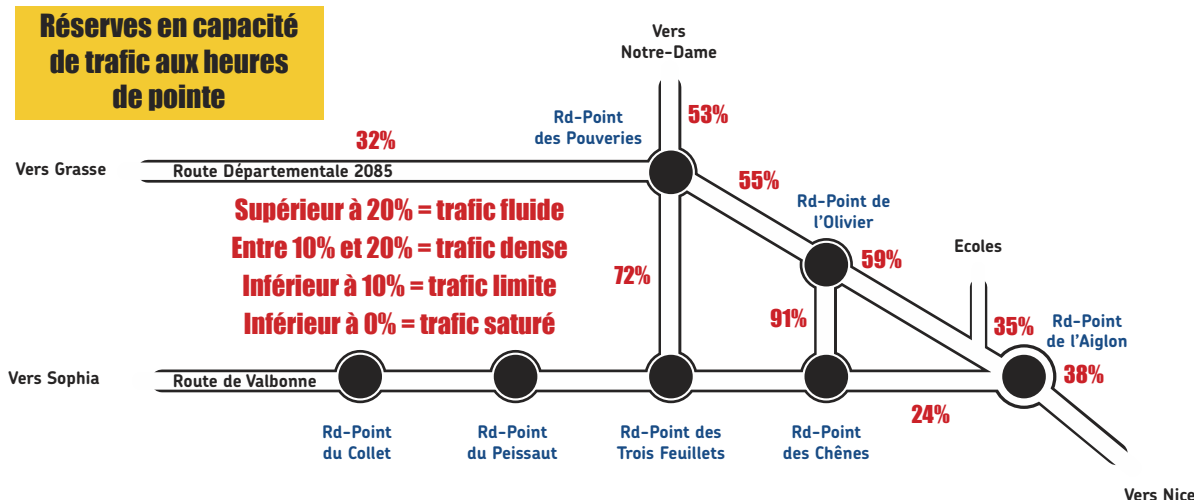 Réserves en capacité
de trafic aux heures
de pointe
Vers
Notre-Dame
Rd-Point
des Pouveries
53%
32%
Vers Grasse
Route Départementale 2085
55%
Supérieur à 20% = trafic fluide
Entre 10% et 20% = trafic dense
Inférieur à 10% = trafic limite
Inférieur à 0% = trafic saturé
Rd-Point de
l'Olivier
59%
Ecoles
72%
91%
35%
Rd-Point
de l'Aiglon
38%
Vers Sophia
Route de Valbonne
24%
Rd-Point
du Collet
Rd-Point
du Peissaut
Rd-Point des
Trois Feuillets
Rd-Point
des Chênes
Vers Nice